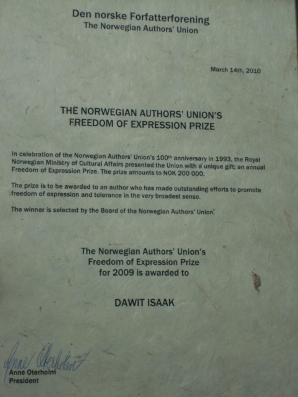 Den norske Forfatterforening
The Norwegian Authors' Union
March 14th, 2010
THE NORWEGIAN AUTHORS' UNION'S
FREEDOM OF EXPRESSION PRIZE
In celebration of the Norwegian Authors' Union's 100th anniversary in 1993, the Royal
Norwegian Ministry of Cultural Affairs presented the Union with a unique gift; an annual
Freedom of Expression Prize. The prize amounts to NOK 200 000.
The prize is to be awarded to an author who has made outstanding efforts to promote
freedom of expression and tolerance in the very broadest sense.
The winner is selected by the Board of the Norwegian Authors' Union.
The Norwegian Authors' Union's
Freedom of Expression Prize
for 2009 is awarded to
DAWIT ISAAK
Anne Oterholm
Anne Oterholm
President